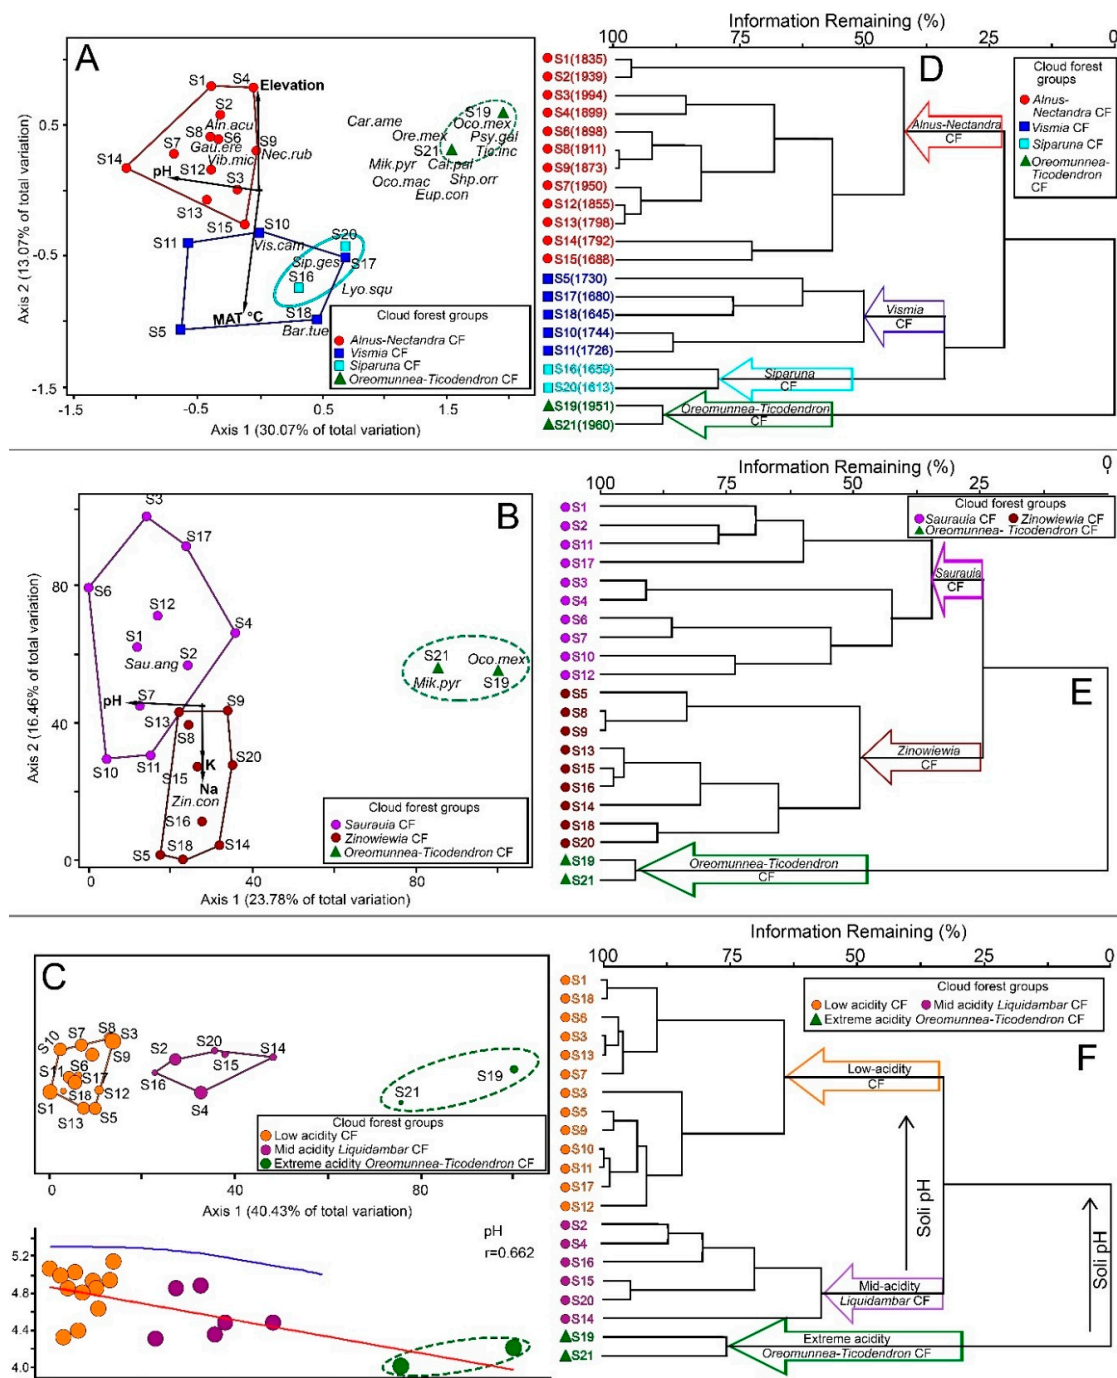 A
S1
S4
Elevation
S2
Aln.acu
S8
S6
S9
Gau.ere
S7
Vib.mic
Nec.rub
S14
S12
pH
S3
S13
S15
S10
S11
Vis.cam
S20
Sip.ges
S17
S16
Lyo.squ
MAT °C
S18
S5
Bar.tue
Car.ame
S19
Oco.mex
Ore.mex
Psy.gal
S21
Tic.inc
Mik.pyr
Cal.pal
Oco.mac
Shp.orr
Eup.con
Cloud forest groups
Alnus-Nectandra CF
Vismia CF
Siparuna CF
Oreomunnea-Ticodendron CF
0.5
-0.5
-1.5
Axis 2 (13.07% of total variation)
-1.5
-0.5
0.5
1.5
Axis 1 (30.07% of total variation)
Information Remaining (%)
100
75
50
25
0
D
S1(1835)
S2(1939)
S3(1994)
S4(1899)
S6(1898)
S8(1911)
S9(1873)
S7(1950)
S12(1855)
S13(1798)
S14(1792)
S15(1688)
S5(1730)
S17(1680)
S18(1645)
S10(1744)
S11(1726)
S16(1659)
S20(1613)
S19(1951)
S21(1960)
Alnus-Nectandra
CF
Vismia
CF
Siparuna
CF
Oreomunnea-Ticodendron
CF
Cloud forest
groups
Alnus-
Nectandra CF
Vismia CF
Siparuna CF
Oreomunnea-
Ticodendron
CF
B
S3
S17
S6
S12
S4
S1
S2
Sau.ang
S7
pH
S13
S9
S8
S10
S11
S15
K
S20
Na
Zin.con
S16
S5
S18
S14
S21
Oco.mex
Mik.pyr
S19
Cloud forest groups
Saurauia CF
Zinowiewia CF
Oreomunnea-Ticodendron CF
80
40
0
Axis 2 (16.46% of total variation)
0
40
80
Axis 1 (23.78% of total variation)
Information Remaining (%)
100
75
50
25
0
Cloud forest groups
Saurauia CF
Zinowiewia CF
Oreomunnea- Ticodendron CF
E
S1
S2
S11
S17
S3
S4
S6
S7
S10
S12
S5
S8
S9
S13
S15
S16
S14
S18
S20
S19
S21
Saurauia
CF
Zinowiewia
CF
Oreomunnea-Ticodendron
CF
C
S10
S7
S8
S3
S9
S11
S6
S17
S12
S18
S1
S13
S5
S2
S20
S14
S15
S16
S4
S19
S21
Cloud forest groups
Low acidity CF
Mid acidity Liquidambar CF
Extreme acidity Oreomunnea-Ticodendron CF
0
40
80
Axis 1 (40.43% of total variation)
pH
r=0.662
5.2
4.8
4.4
4.0
Information Remaining (%)
100
75
50
25
0
Cloud forest groups
Low acidity CF
Mid acidity Liquidambar CF
Extreme acidity Oreomunnea-Ticodendron CF
F
S1
S18
S6
S3
S13
S7
S3
S5
S9
S10
S11
S17
S12
S2
S4
S16
S15
S20
S14
S19
S21
Low-acidity
CF
Mid-acidity
Liquidambar CF
Extreme acidity
Oreomunnea-Ticodendron CF
Soli pH
Soli pH